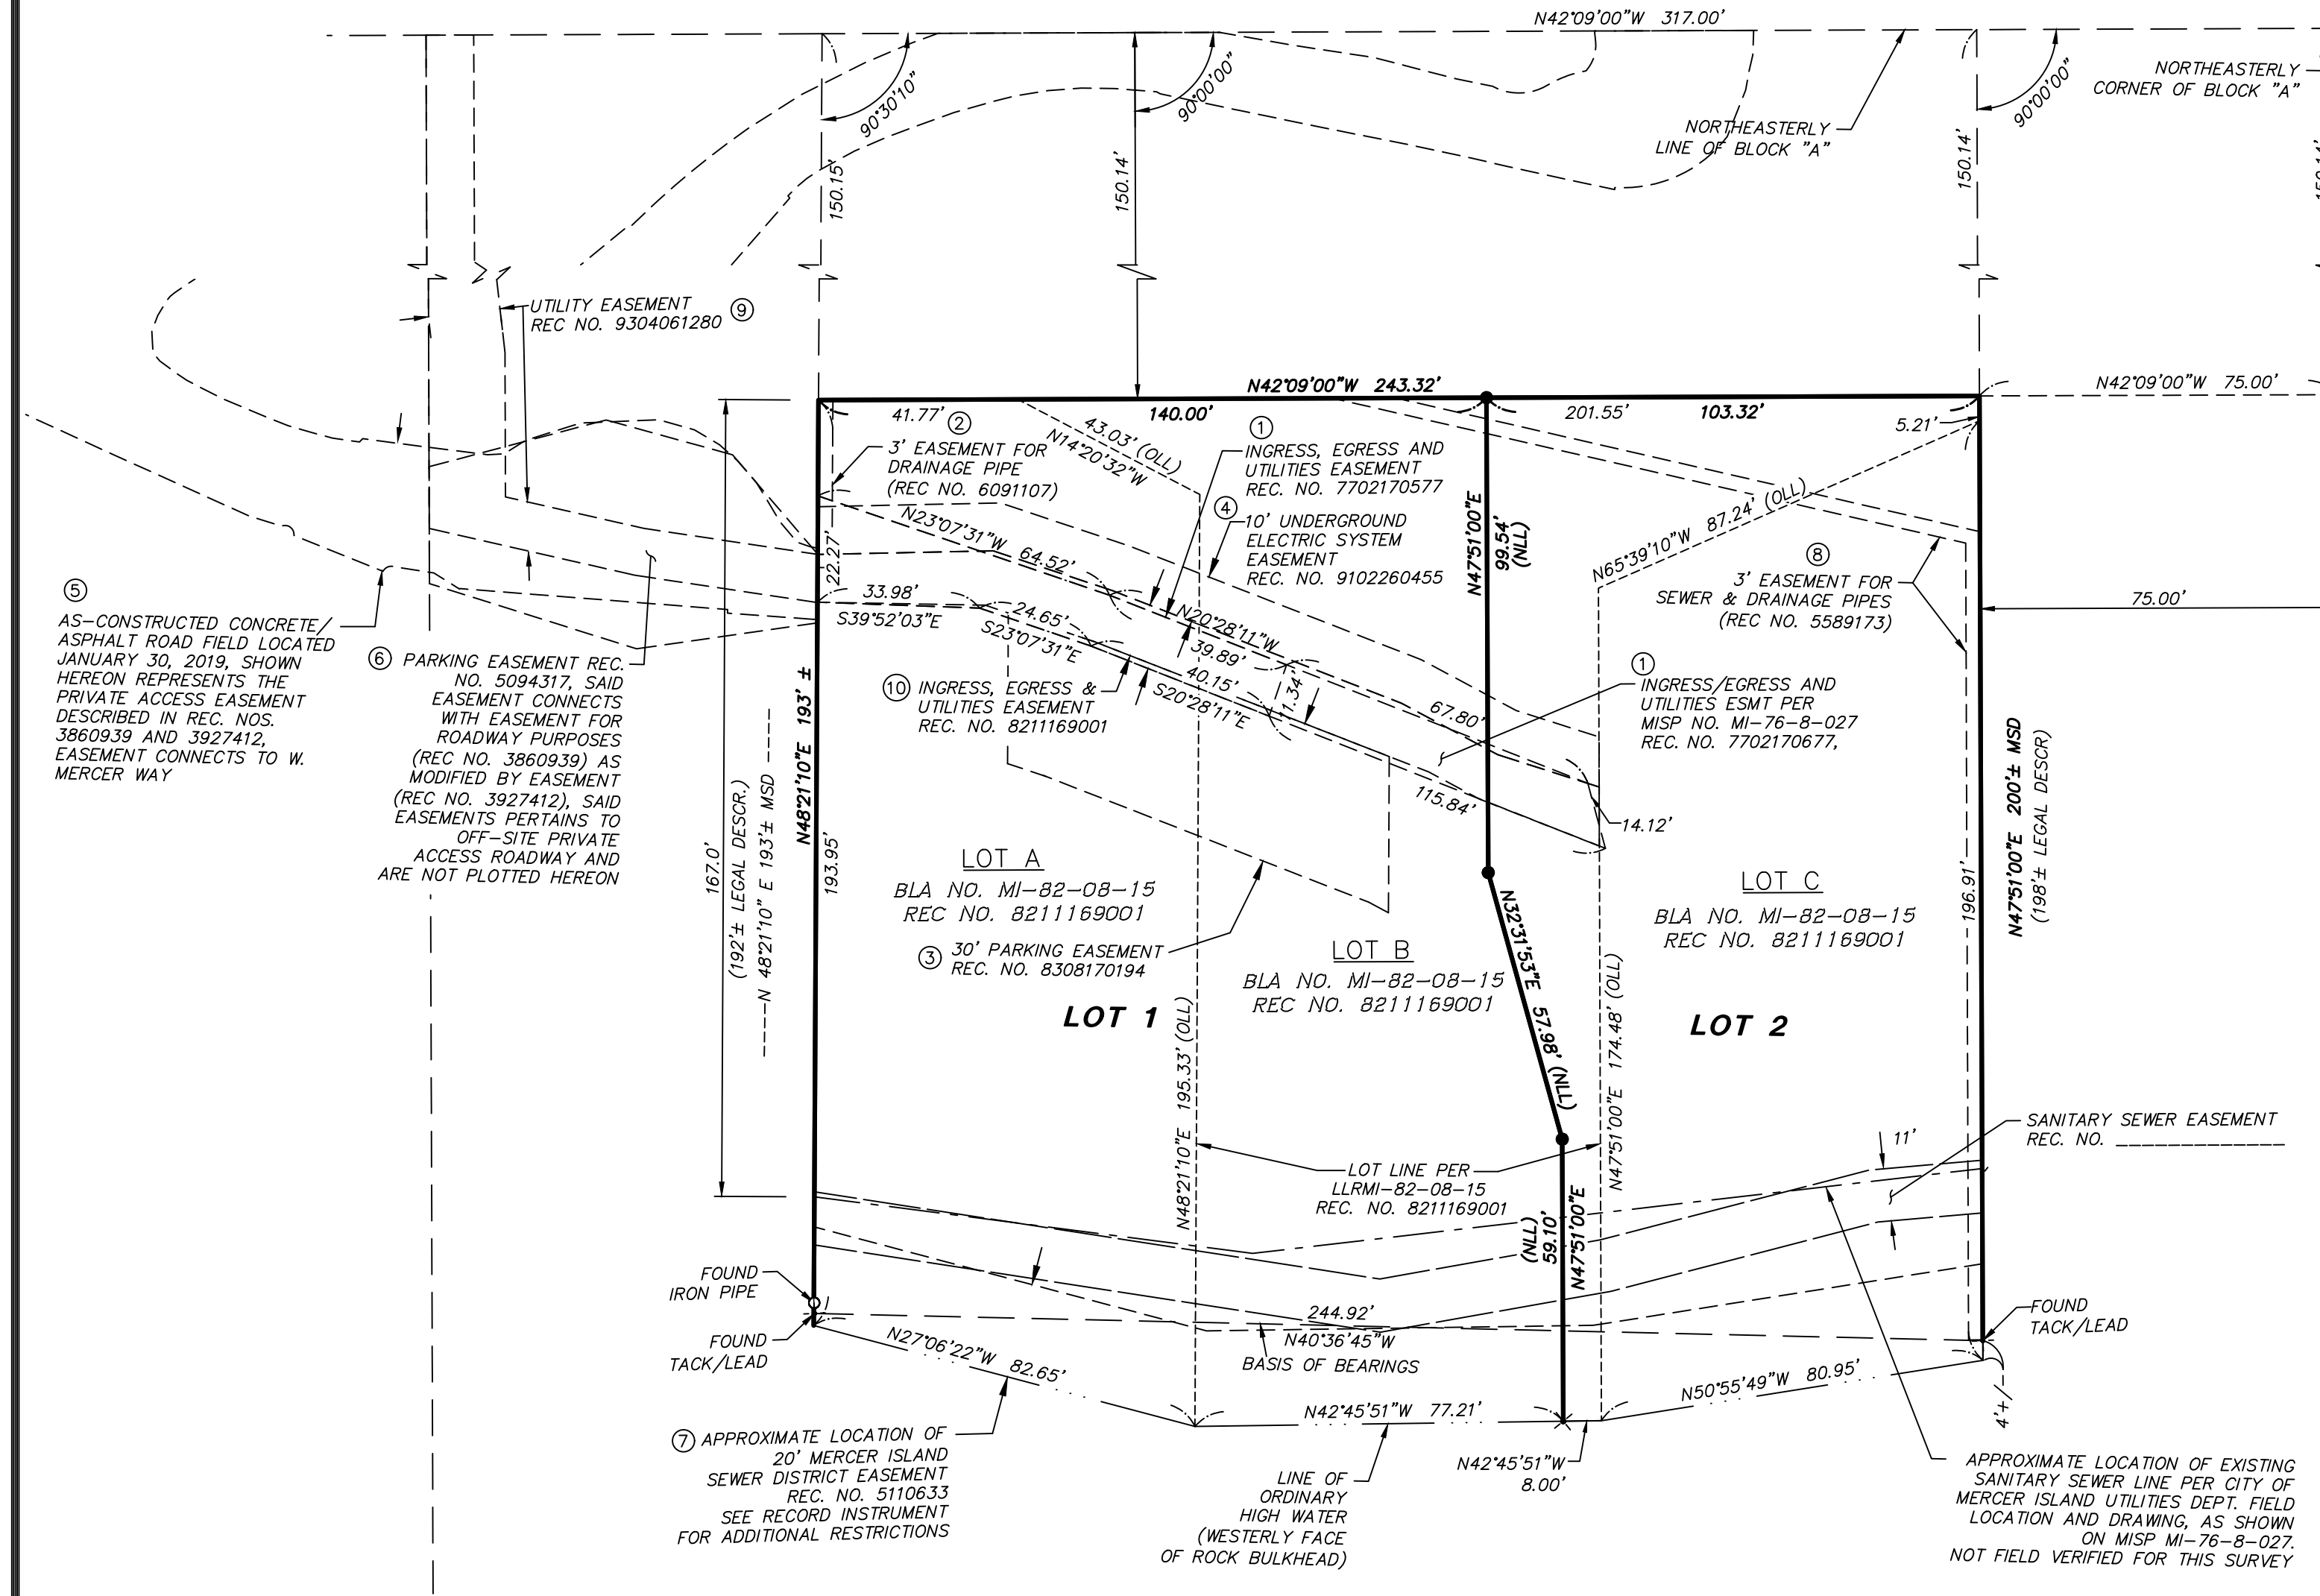 N42°09'00"W 317.00'
NORTHEASTERLY
CORNER OF BLOCK "A"
90°30'10"
90°00'00"
90°00'00"
NORTHEASTERLY
LINE OF BLOCK "A"
150.15'
150.14'
150.14'
UTILITY EASEMENT
REC NO. 9304061280
9
N42°09'00"W 243.32'
N42°09'00"W 75.00'
41.77'
140.00'
201.55'
103.32'
5.21'
2
3' EASEMENT FOR
DRAINAGE PIPE
(REC NO. 6091107)
43.03' (OLL)
N14°20'32"W
1
INGRESS, EGRESS AND
UTILITIES EASEMENT
REC. NO. 7702170577
4
10' UNDERGROUND
ELECTRIC SYSTEM
EASEMENT
REC. NO. 9102260455
N47°51'00"E
99.54'
(NLL)
N65°39'10"W 87.24' (OLL)
8
3' EASEMENT FOR
SEWER & DRAINAGE PIPES
(REC NO. 5589173)
75.00'
N23°07'31"W 64.52'
22.27'
33.98'
S39°52'03"E
24.65'
S23°07'31"E
N20°28'11"W
39.89'
40.15'
S20°28'11"E
1.34'
67.80'
115.84'
14.12'
5
AS-CONSTRUCTED CONCRETE/
ASPHALT ROAD FIELD LOCATED
JANUARY 30, 2019, SHOWN
HEREON REPRESENTS THE
PRIVATE ACCESS EASEMENT
DESCRIBED IN REC. NOS.
3860939 AND 3927412,
EASEMENT CONNECTS TO W.
MERCER WAY
6 PARKING EASEMENT REC.
NO. 5094317, SAID
EASEMENT CONNECTS
WITH EASEMENT FOR
ROADWAY PURPOSES
(REC NO. 3860939) AS
MODIFIED BY EASEMENT
(REC NO. 3927412), SAID
EASEMENTS PERTAINS TO
OFF-SITE PRIVATE
ACCESS ROADWAY AND
ARE NOT PLOTTED HEREON
10 INGRESS, EGRESS &
UTILITIES EASEMENT
REC. NO. 8211169001
1
INGRESS/EGRESS AND
UTILITIES ESMT PER
MISP NO. MI-76-8-027
REC. NO. 7702170677,
167.0'
(192'± LEGAL DESCR.)
N 48°21'10" E 193'± MSD
N48°21'10"E 193' ±
193.95'
LOT A
BLA NO. MI-82-08-15
REC NO. 8211169001
3 30' PARKING EASEMENT
REC. NO. 8308170194
LOT B
BLA NO. MI-82-08-15
REC NO. 8211169001
LOT C
BLA NO. MI-82-08-15
REC NO. 8211169001
LOT 1
LOT 2
N32°31'53"E 57.98' (NLL)
N48°21'10"E 195.33' (OLL)
N47°51'00"E 174.48' (OLL)
196.91'
N47°51'00"E 200'± MSD
(198'± LEGAL DESCR)
LOT LINE PER
LLRMI-82-08-15
REC. NO. 8211169001
(NLL)
59.10'
N47°51'00"E
11'
SANITARY SEWER EASEMENT
REC. NO. ______________
FOUND
IRON PIPE
FOUND
TACK/LEAD
FOUND
TACK/LEAD
244.92'
N40°36'45"W
BASIS OF BEARINGS
N27°06'22"W 82.65'
N42°45'51"W 77.21'
N50°55'49"W 80.95'
4'+/
N42°45'51"W
8.00'
7 APPROXIMATE LOCATION OF
20' MERCER ISLAND
SEWER DISTRICT EASEMENT
REC. NO. 5110633
SEE RECORD INSTRUMENT
FOR ADDITIONAL RESTRICTIONS
LINE OF
ORDINARY
HIGH WATER
(WESTERLY FACE
OF ROCK BULKHEAD)
APPROXIMATE LOCATION OF EXISTING
SANITARY SEWER LINE PER CITY OF
MERCER ISLAND UTILITIES DEPT. FIELD
LOCATION AND DRAWING, AS SHOWN
ON MISP MI-76-8-027.
NOT FIELD VERIFIED FOR THIS SURVEY